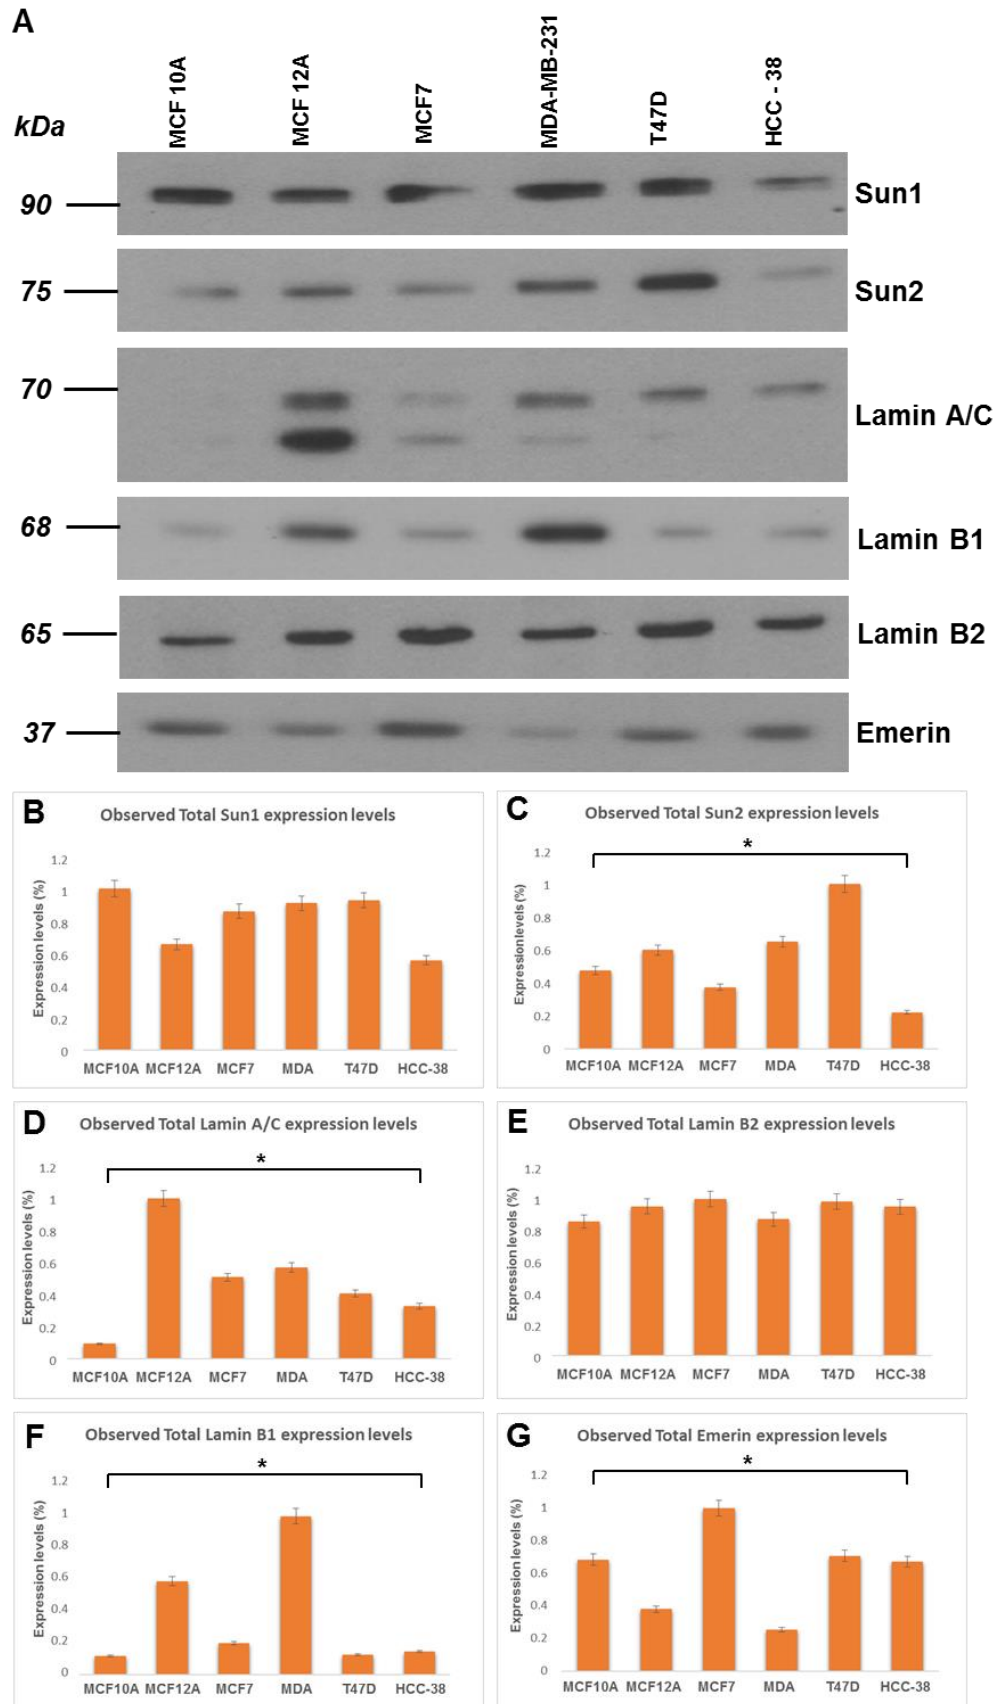 A
kDa
MCF 10A
MCF 12A
MCF7
MDA-MB-231
T47D
HCC - 38
90
Sun1
75
Sun2
70
Lamin A/C
68
Lamin B1
65
Lamin B2
37
Emerin
B
Observed Total Sun1 expression levels
Expression levels (%)
1.2
1
0.8
0.6
0.4
0.2
0
MCF10A MCF12A MCF7 MDA T47D HCC-38
C
Observed Total Sun2 expression levels
*
Expressionlevels (%)
1.2
1
0.8
0.6
0.4
0.2
0
MCF10A MCF12A MCF7 MDA T47D HCC-38
D
Observed Total Lamin A/C expression levels
*
Expression levels (%)
1.2
1
0.8
0.6
0.4
0.2
0
MCF10A MCF12A MCF7 MDA T47D HCC-38
E
Observed Total Lamin B2 expression levels
Expression levels (%)
1.2
1
0.8
0.6
0.4
0.2
0
MCF10A MCF12A MCF7 MDA T47D HCC-38
F
Observed Total Lamin B1 expression levels
*
Expression levels (%)
1.2
1
0.8
0.6
0.4
0.2
0
MCF10A MCF12A MCF7 MDA T47D HCC-38
G
Observed Total Emerin expression levels
*
Expression levels (%)
1.2
1
0.8
0.6
0.4
0.2
0
MCF10A MCF12A MCF7 MDA T47D HCC-38